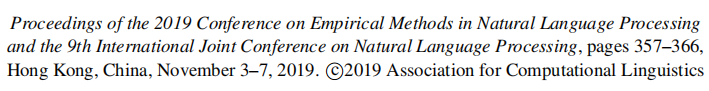 Proceedings of the 2019 Conference on Empirical Methods in Natural Language Processing
and the 9th International Joint Conference on Natural Language Processing, pages 357–366,
Hong Kong, China, November 3–7, 2019. ©2019 Association for Computational Linguistics